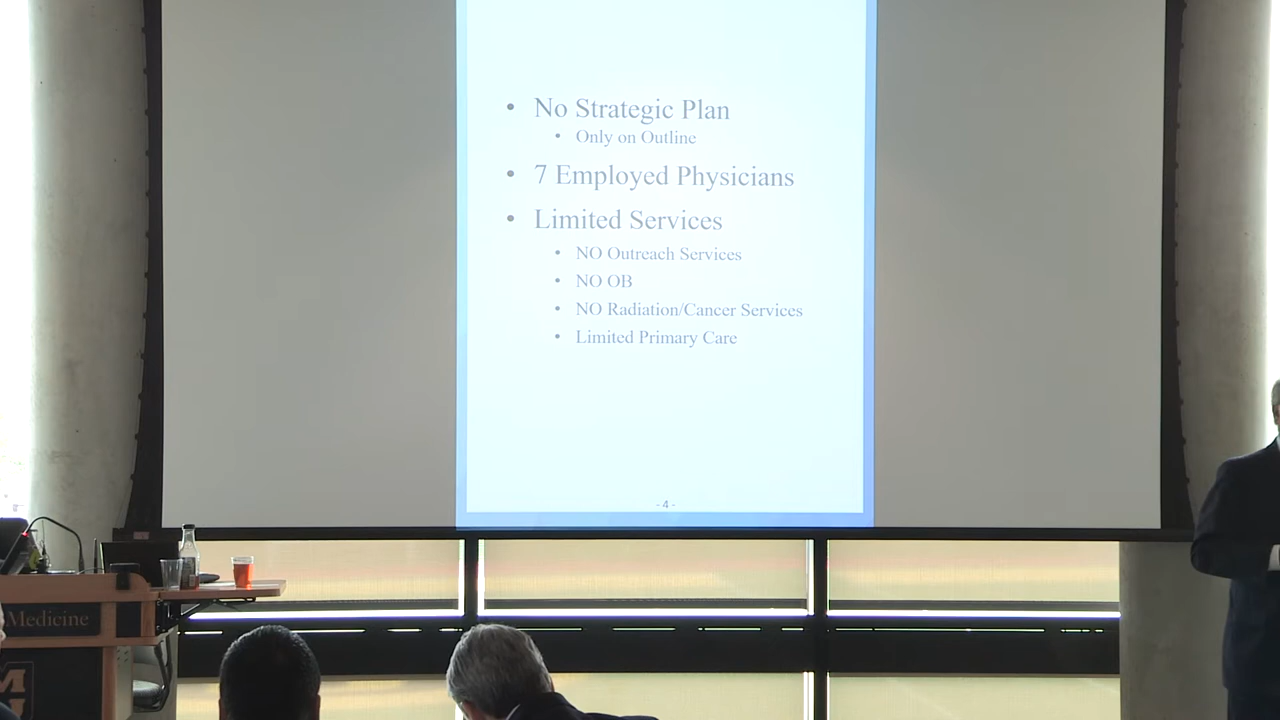 • No Strategic Plan
• Only on Outline
• 7 Employed Physicians
• Limited Services
• NO Outreach Services
• NO OB
• NO Radiation/Cancer Services
• Limited Primary Care
- 4 -
Medicine